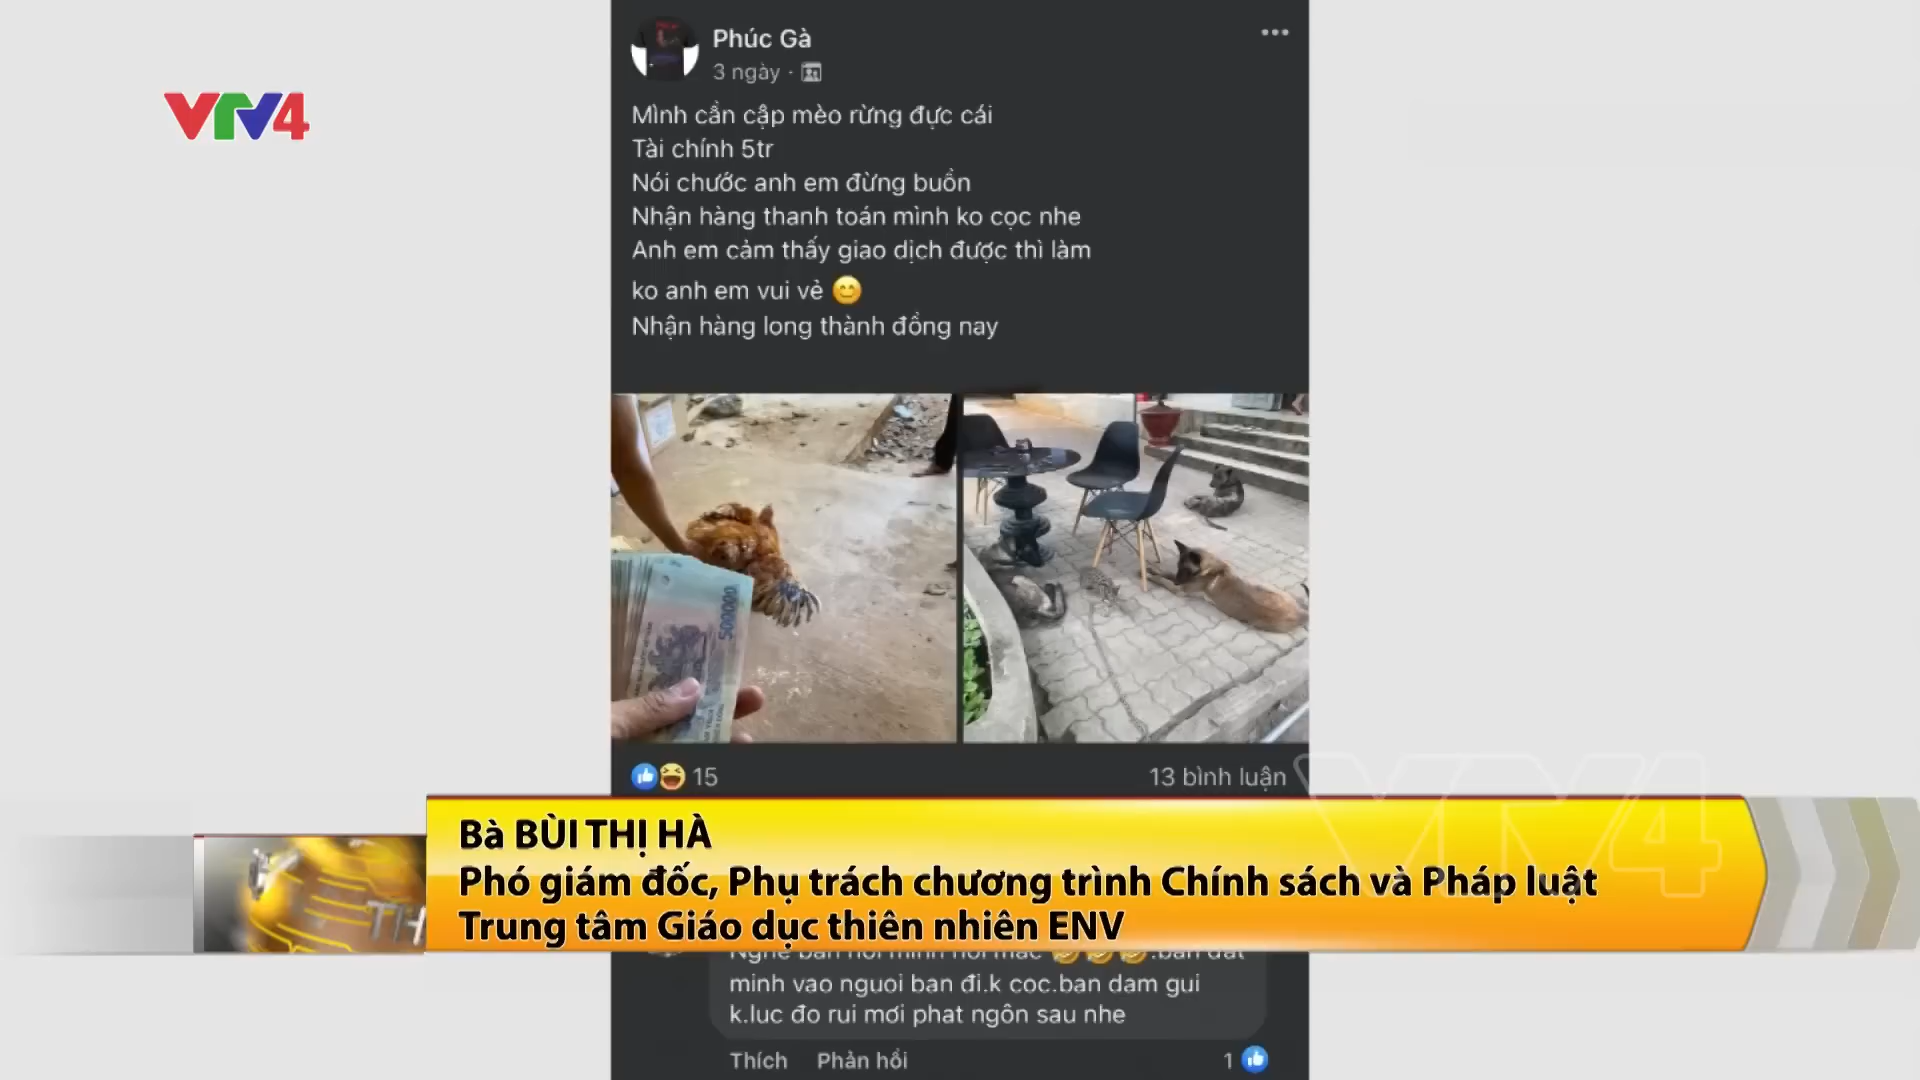 Phúc Gà
3 ngày ·
VTV4
Mình cần cập mèo rừng đực cái
Tài chính 5tr
Nói chước anh em đừng buồn
Nhận hàng thanh toán mình ko cọc nhe
Anh em cảm thấy giao dịch được thì làm
ko anh em vui vẻ 😊
Nhận hàng long thành đồng nay
500000
15
13 bình luận
VTV4
Bà BÙI THỊ HÀ
Phó giám đốc, Phụ trách chương trình Chính sách và Pháp luật
Trung tâm Giáo dục thiên nhiên ENV
TH
minh vao nguoi ban đi.k coc.ban dam gui
k.luc đo rui mơi phat ngôn sau nhe
Thích Phản hồi
1